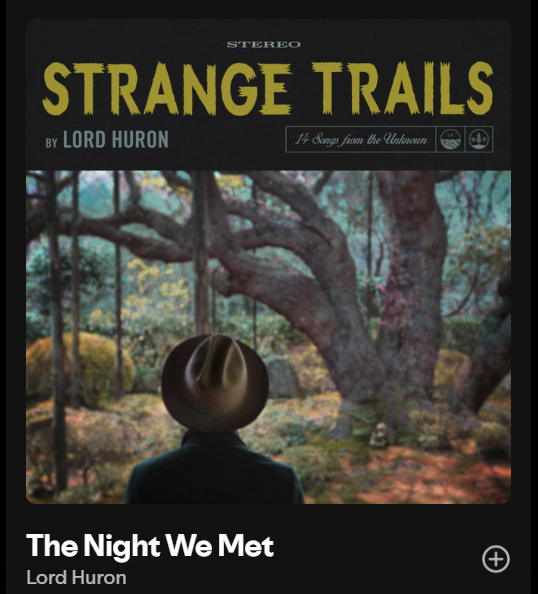 STEREO
STRANGE TRAILS
BY LORD HURON
14 Songs from the Unknown
The Night We Met
Lord Huron